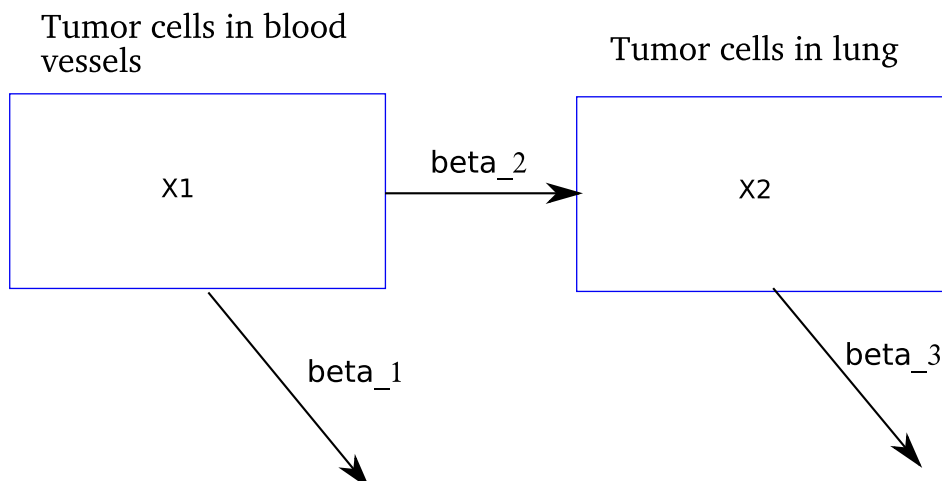 Tumor cells in blood
vessels
Tumor cells in lung
beta_2
X1
X2
beta_1
beta_3